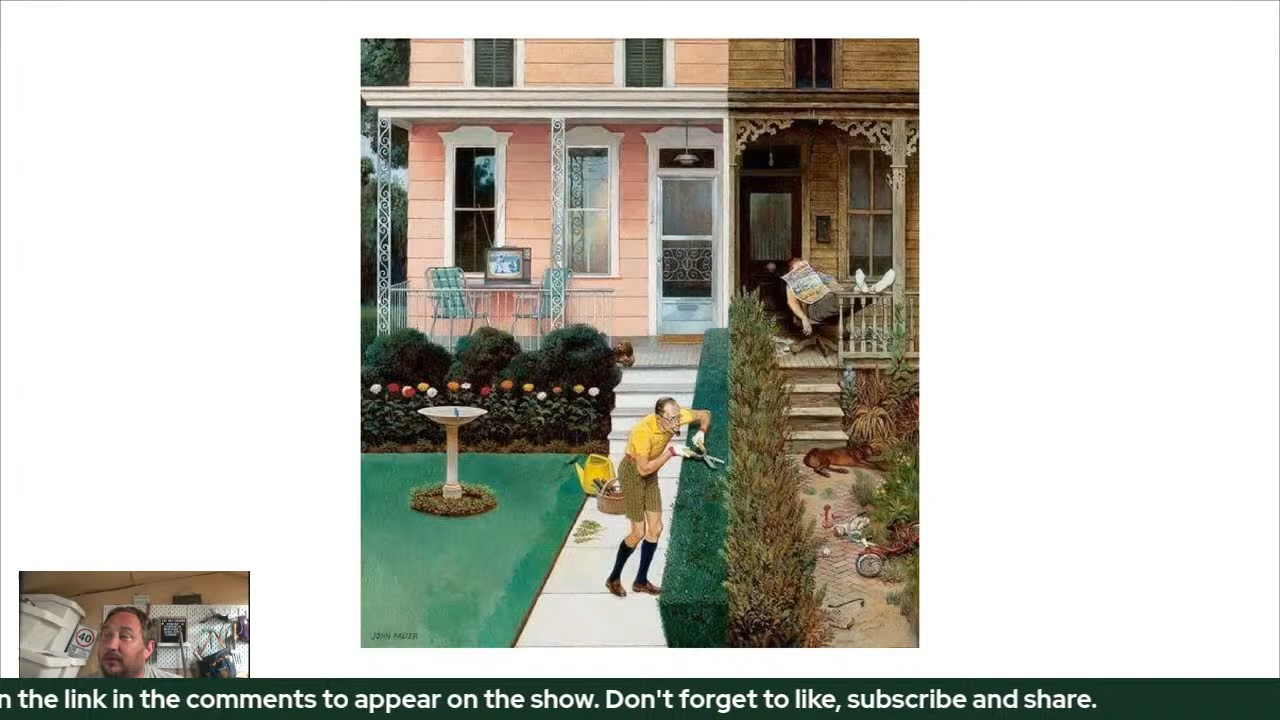 JOHN FALTER
40
n the link in the comments to appear on the show. Don't forget to like, subscribe and share.